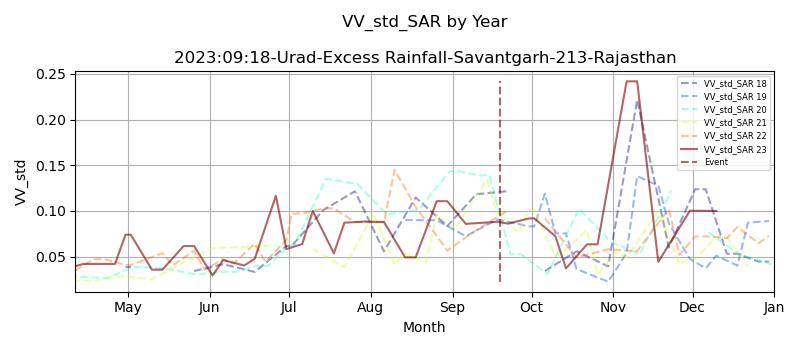 VV_std_SAR by Year
2023:09:18-Urad-Excess Rainfall-Savantgarh-213-Rajasthan
0.25
0.20
0.15
0.10
0.05
VV_std
VV_std_SAR 18
VV_std_SAR 19
VV_std_SAR 20
VV_std_SAR 21
VV_std_SAR 22
VV_std_SAR 23
Event
May Jun Jul Aug Sep Oct Nov Dec Jan
Month